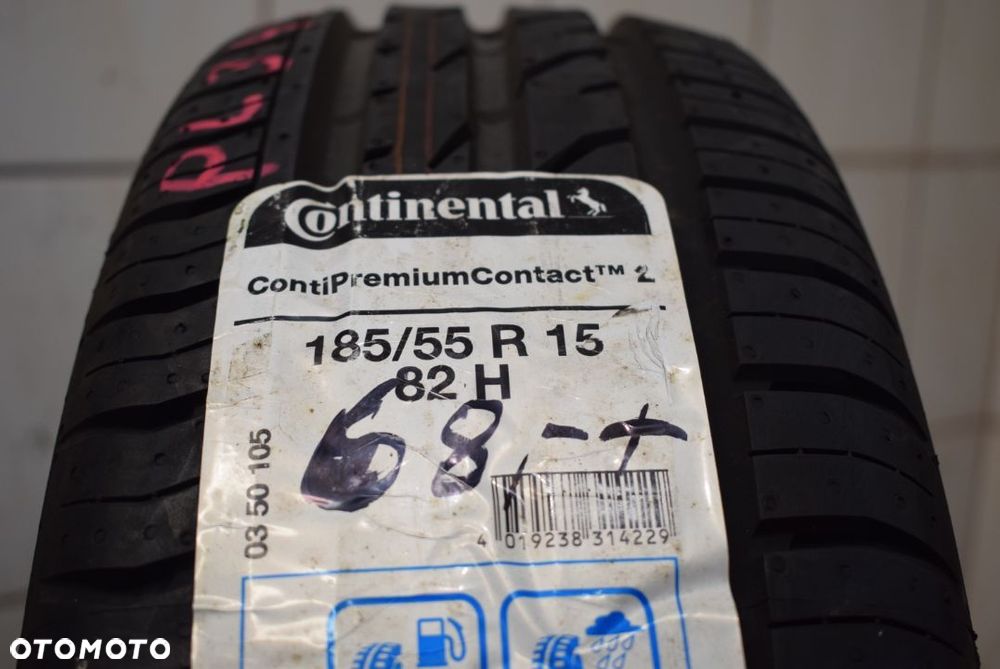 Continental
ContiPremiumContact™ 2
185/55 R 15
82 H
68,-+
03 50 105
4 019238 314229
OTOMOTO